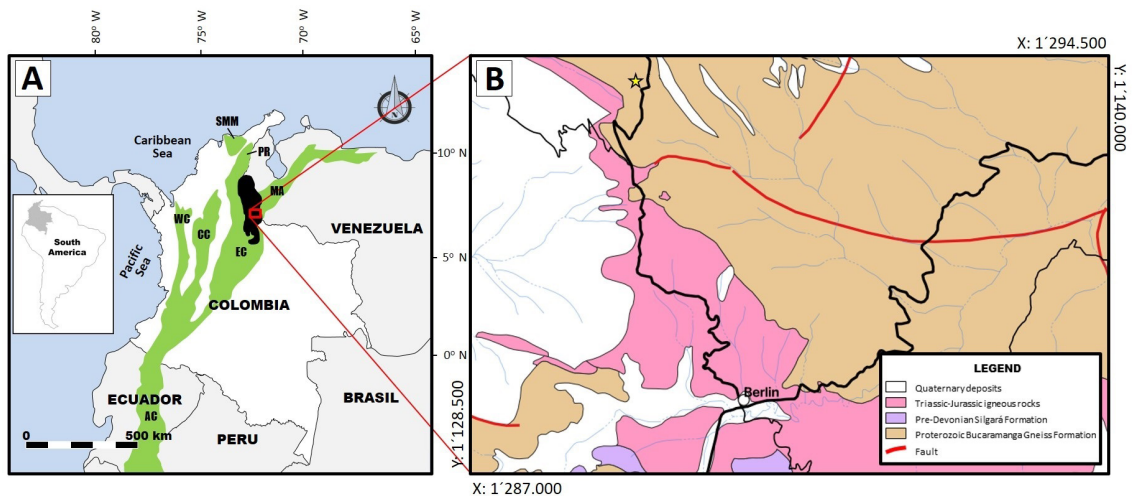 80° W
75° W
70° W
65° W
X: 1´294.500
A
B
SMM
Caribbean
Sea
PR
10° N
MA
WC
CC
VENEZUELA
South
America
Pacific
Sea
EC
5° N
COLOMBIA
0° N
ECUADOR
AC
BRASIL
0 500 km
PERU
Y: 1´140.000
Berlin
LEGEND
Quaternary deposits
Triassic-Jurassic igneous rocks
Pre-Devonian Silgará Formation
Proterozoic Bucaramanga Gneiss Formation
Fault
Y: 1´128.500
X: 1´287.000